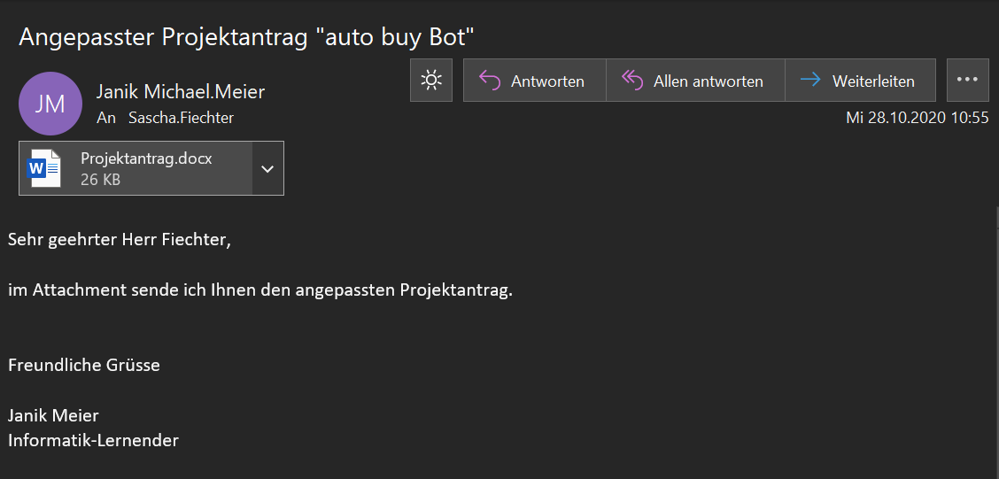 Angepasster Projektantrag "auto buy Bot"
JM
Janik Michael.Meier
An Sascha.Fiechter
Antworten
Allen antworten
Weiterleiten
Mi 28.10.2020 10:55
W
Projektantrag.docx
26 KB
Sehr geehrter Herr Fiechter,
im Attachment sende ich Ihnen den angepassten Projektantrag.
Freundliche Grüsse
Janik Meier
Informatik-Lernender